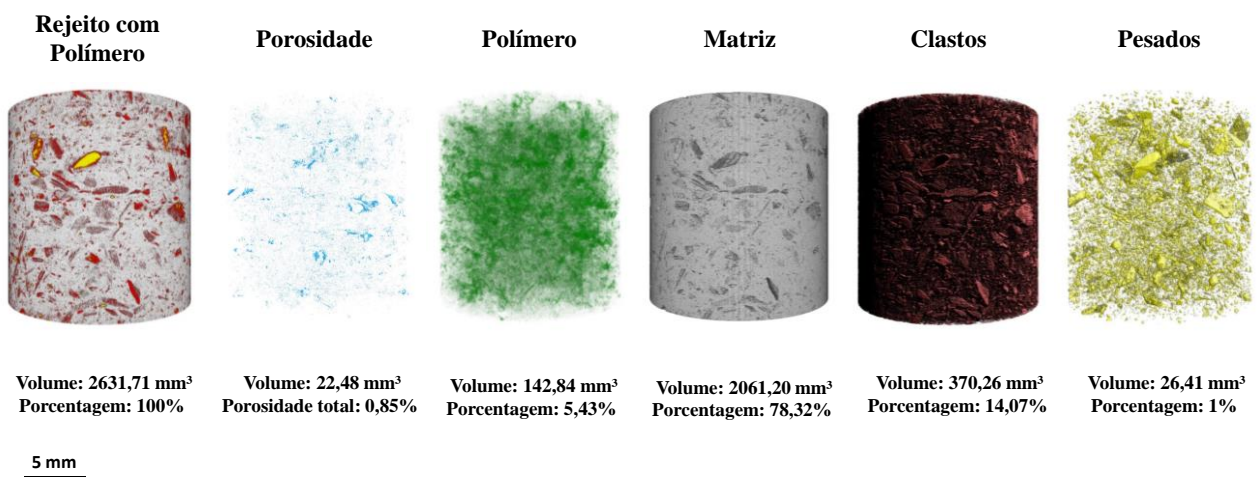 Rejeito com
Polímero
Porosidade
Polímero
Matriz
Clastos
Pesados
Volume: 2631,71 mm³
Porcentagem: 100%
Volume: 22,48 mm³
Porosidade total: 0,85%
Volume: 142,84 mm³
Porcentagem: 5,43%
Volume: 2061,20 mm³
Porcentagem: 78,32%
Volume: 370,26 mm³
Porcentagem: 14,07%
Volume: 26,41 mm³
Porcentagem: 1%
5 mm